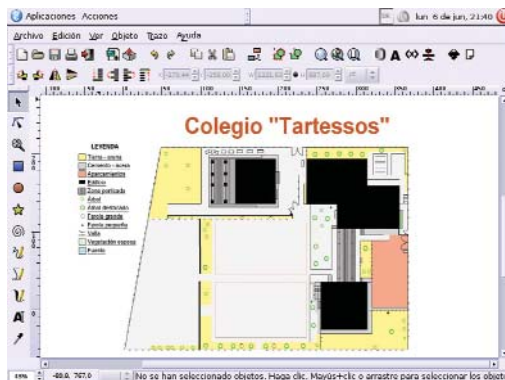 Aplicaciones Acciones
lun 6 de jun, 21:40
Archivo Edición Ver Objeto Trazo Ayuda
Colegio "Tartessos"
LEYENDA
Tierra - arena
Cemento - acera
Aparcamientos
Edificio
Zona porticada
Árbol
Árbol destacado
Farola grande
Farola pequeña
Valla
Vegetación espesa
Fuente
No se han seleccionado objetos. Haga clic, Mayús+clic o arrastre para seleccionar los objet